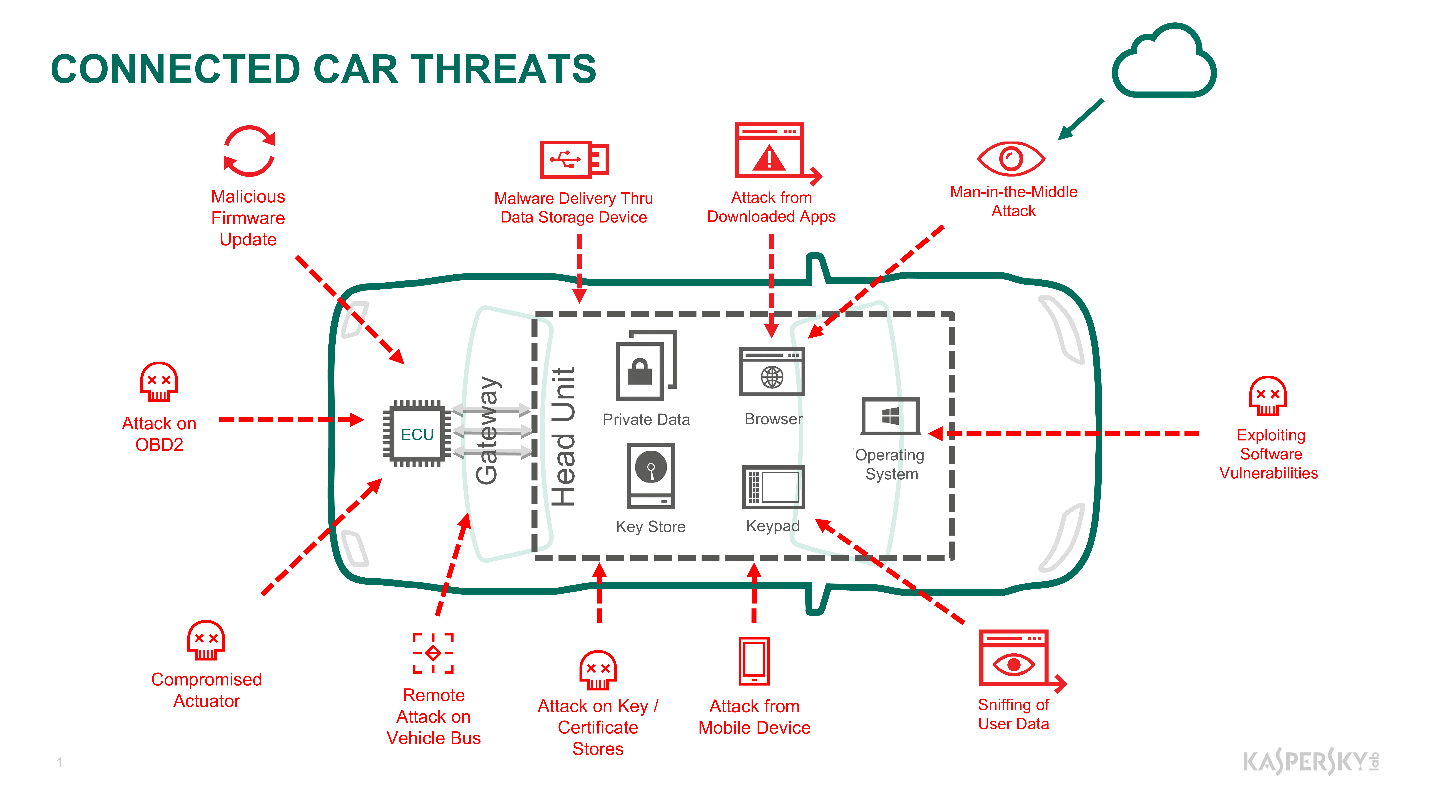 CONNECTED CAR THREATS
Malicious
Firmware
Update
Malware Delivery Thru
Data Storage Device
Attack from
Downloaded Apps
Man-in-the-Middle
Attack
Attack on
OBD2
ECU
Gateway
Head Unit
Private Data
Browser
Key Store
Keypad
Operating
System
Exploiting
Software
Vulnerabilities
Compromised
Actuator
Remote
Attack on
Vehicle Bus
Attack on Key /
Certificate
Stores
Attack from
Mobile Device
Sniffing of
User Data
1
KASPERSKY lab